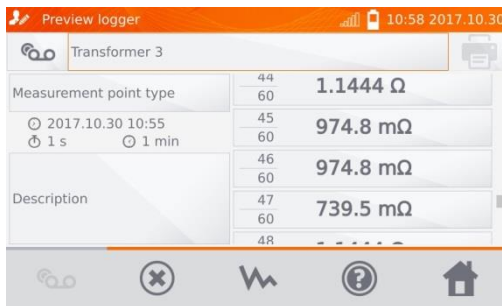 Preview logger
10:58 2017.10.30
Transformer 3
Measurement point type
2017.10.30 10:55
1 s 1 min
Description
44
60
1.1444 Ω
45
60
974.8 mΩ
46
60
974.8 mΩ
47
60
739.5 mΩ
48